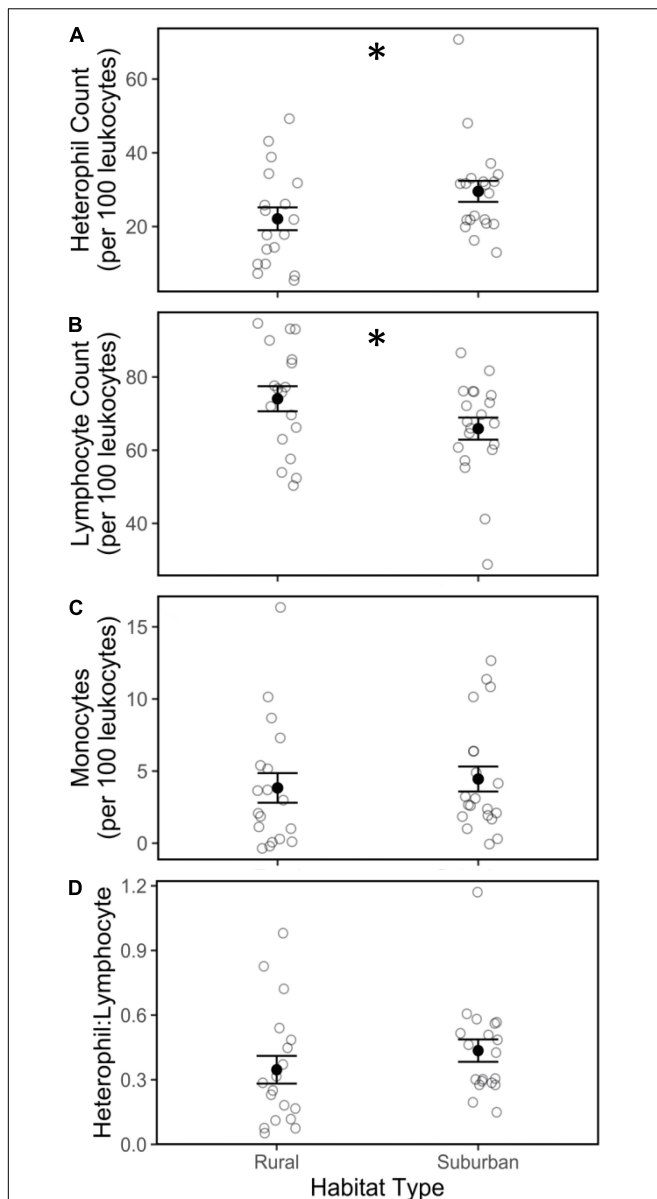 A
*
Heterophil Count
(per 100 leukocytes)
60
40
20
B
*
Lymphocyte Count
(per 100 leukocytes)
80
60
40
C
Monocytes
(per 100 leukocytes)
15
10
5
0
D
Heterophil:Lymphocyte
1.2
0.9
0.6
0.3
0.0
Rural
Suburban
Habitat Type